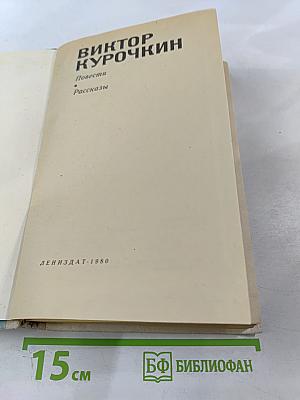 ВИКТОР
КУРОЧКИН
Повести
•
Рассказы
ЛЕНИЗДАТ·1980
15 см
БФ БИБЛИОФАН